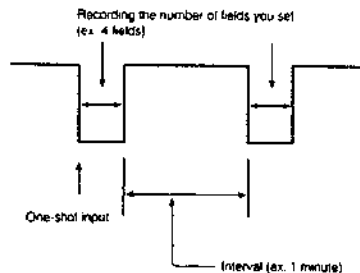 Recording the number of fields you set
(ex. 4 fields)
One-shot input
Interval (ex. 1 minute)